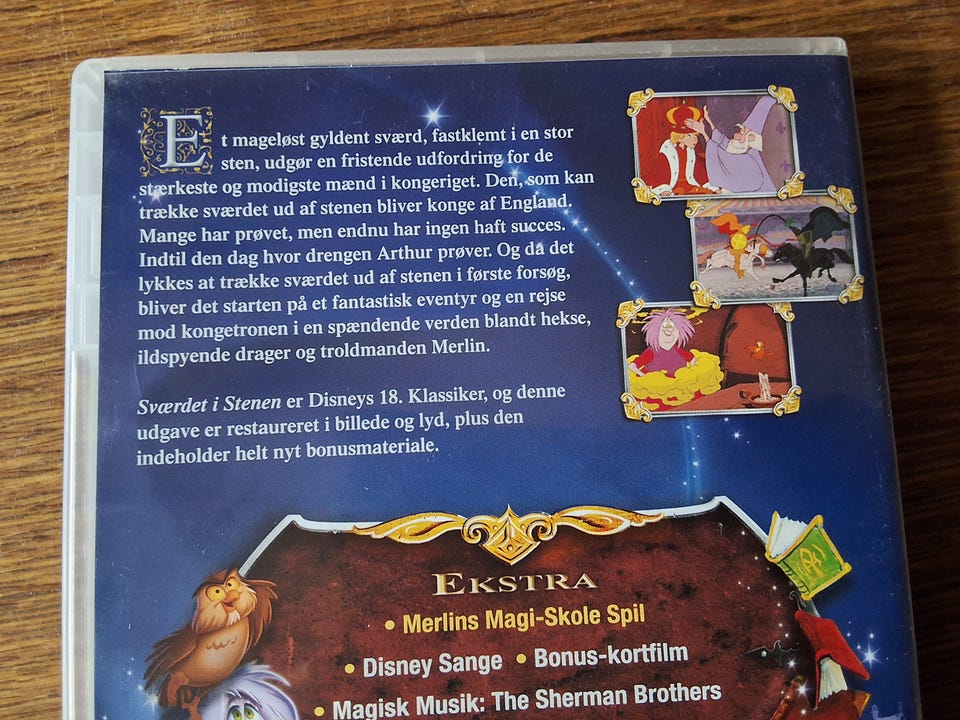 Et mageløst gyldent sværd, fastklemt i en stor
sten, udgør en fristende udfordring for de
stærkeste og modigste mænd i kongeriget. Den, som kan
trække sværdet ud af stenen bliver konge af England.
Mange har prøvet, men endnu har ingen haft succes.
Indtil den dag hvor drengen Arthur prøver. Og da det
lykkes at trække sværdet ud af stenen i første forsøg,
bliver det starten på et fantastisk eventyr og en rejse
mod kongetronen i en spændende verden blandt hekse,
ildspyende drager og troldmanden Merlin.
Sværdet i Stenen er Disneys 18. Klassiker, og denne
udgave er restaureret i billede og lyd, plus den
indeholder helt nyt bonusmateriale.
EKSTRA
• Merlins Magi-Skole Spil
• Disney Sange • Bonus-kortfilm
• Magisk Musik: The Sherman Brothers